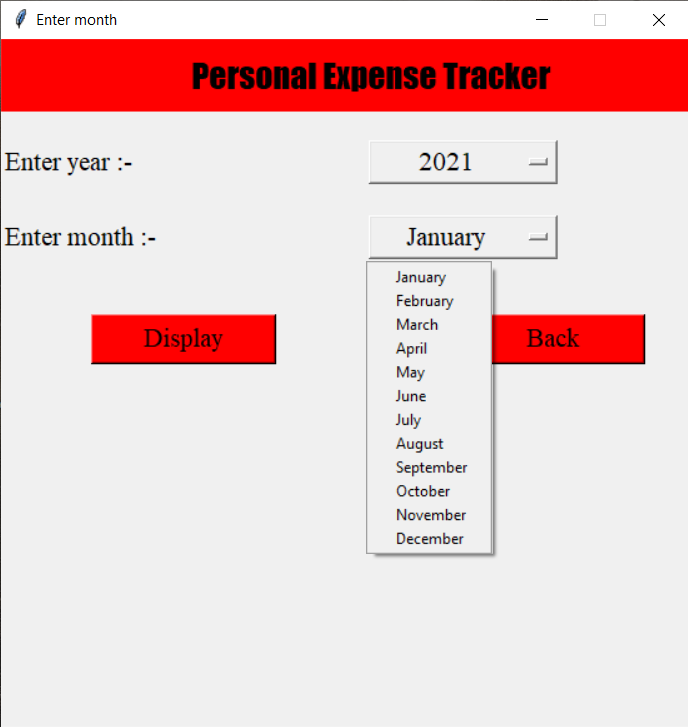 Enter month
Personal Expense Tracker
Enter year :-
2021
Enter month :-
January
January
February
March
April
May
June
July
August
September
October
November
December
Display
Back